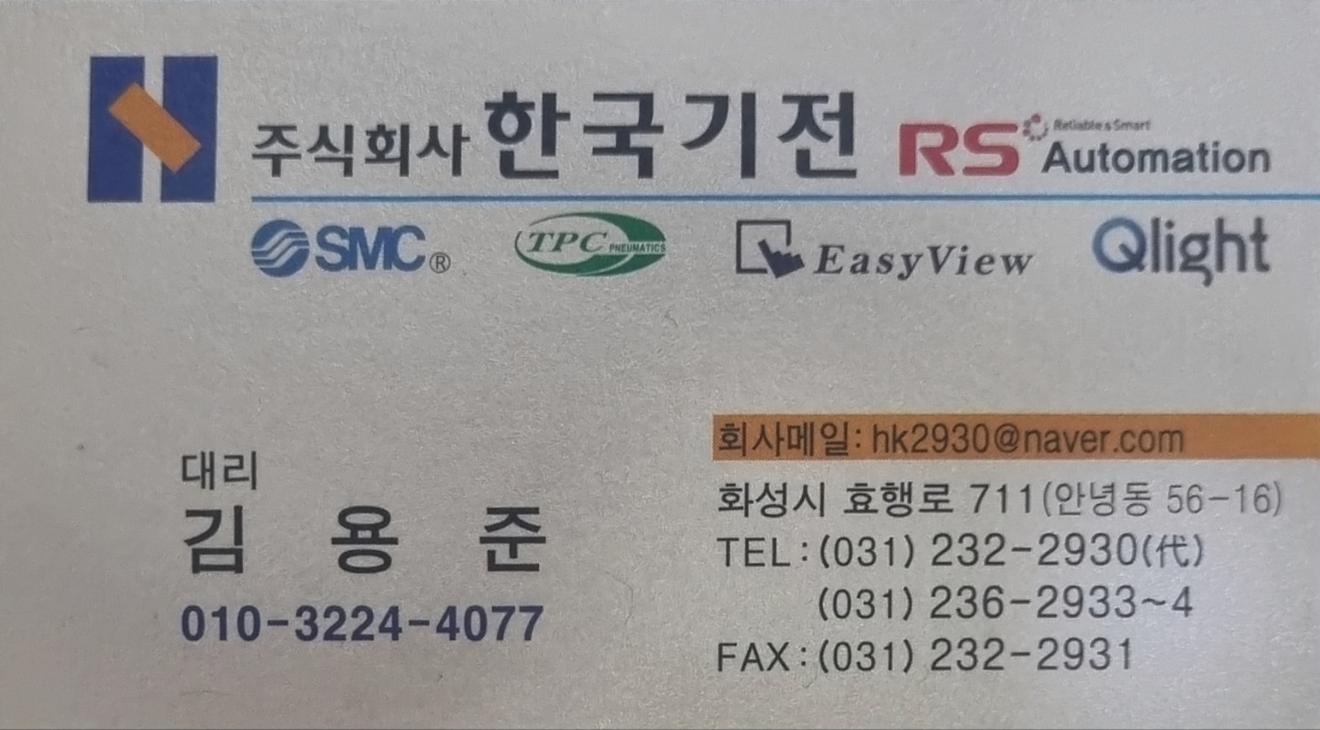 주식회사 한국기전 RS Reliable & Smart Automation
SMC® TPC PNEUMATICS EasyView Qlight
회사메일: hk2930@naver.com
대리
김 용 준
010-3224-4077
화성시 효행로 711(안녕동 56-16)
TEL : (031) 232-2930(代)
(031) 236-2933~4
FAX : (031) 232-2931